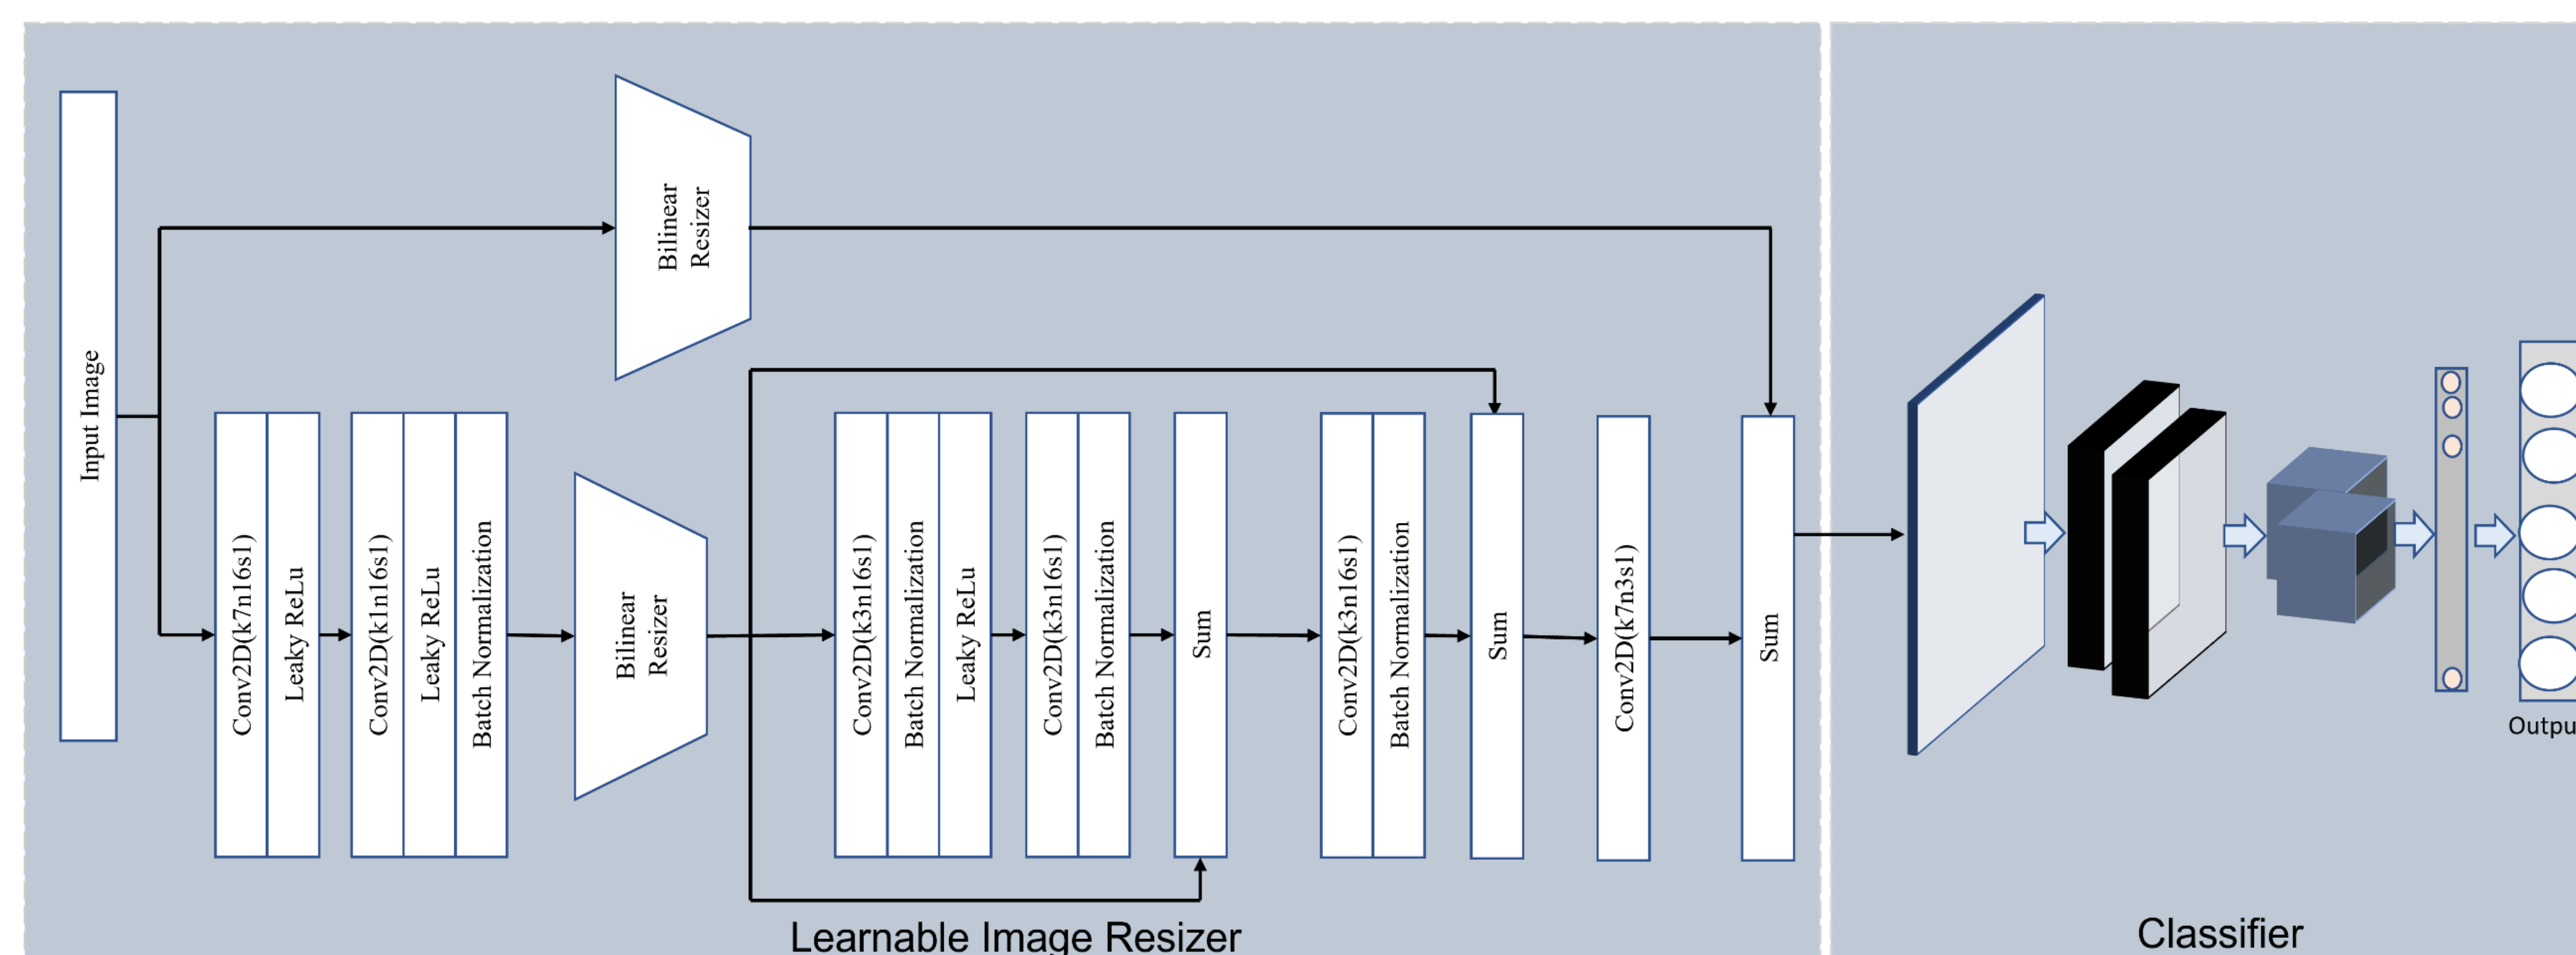 Input Image
Bilinear
Resizer
Conv2D(k7n16s1)
Leaky ReLu
Conv2D(k1n16s1)
Leaky ReLu
Batch Normalization
Bilinear
Resizer
Conv2D(k3n16s1)
Batch Normalization
Leaky ReLu
Conv2D(k3n16s1)
Batch Normalization
Sum
Conv2D(k3n16s1)
Batch Normalization
Sum
Conv2D(k7n3s1)
Sum
Outpu
Learnable Image Resizer
Classifier